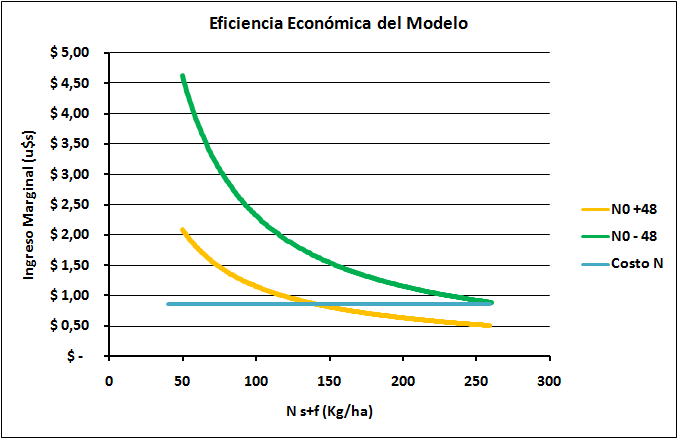 Eficiencia Económica del Modelo
$ 5,00
$ 4,50
$ 4,00
$ 3,50
$ 3,00
$ 2,50
$ 2,00
$ 1,50
$ 1,00
$ 0,50
$ -
Ingreso Marginal (u$s)
0 50 100 150 200 250 300
N s+f (Kg/ha)
N0 +48
N0 - 48
Costo N